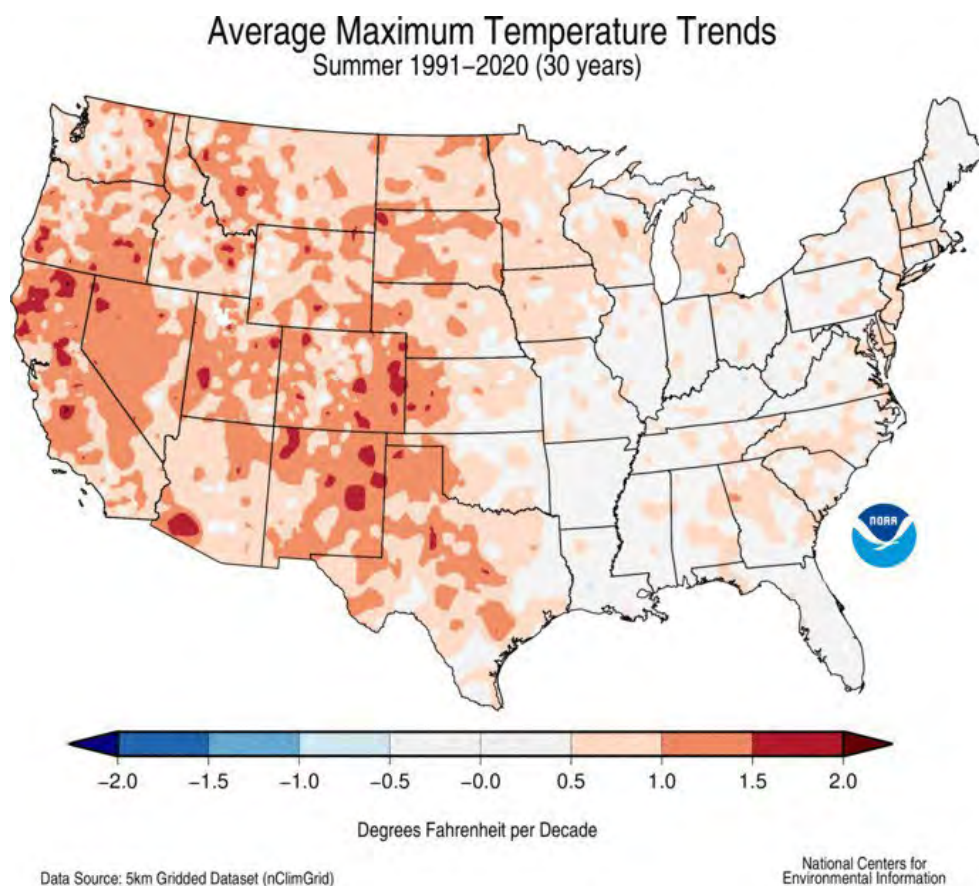 Average Maximum Temperature Trends
Summer 1991–2020 (30 years)
NOAA
−2.0 −1.5 −1.0 −0.5 −0.0 0.5 1.0 1.5 2.0
Degrees Fahrenheit per Decade
Data Source: 5km Gridded Dataset (nClimGrid)
National Centers for
Environmental Information